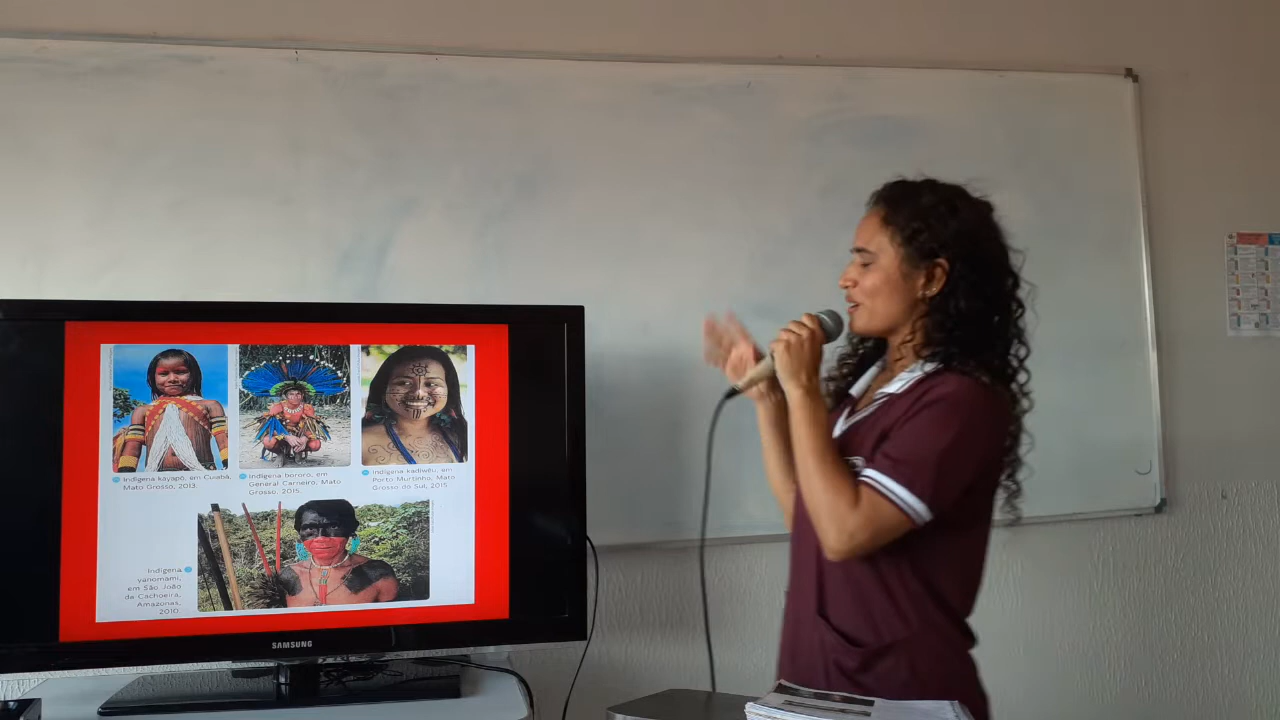 Indígena kayapó, em Cuiabá,
Mato Grosso, 2013.
Indígena bororo, em
General Carneiro, Mato
Grosso, 2015.
Indígena kadiwéu, em
Porto Murtinho, Mato
Grosso do Sul, 2015.
Indígena
yanomami,
em São João
da Cachoeira,
Amazonas,
2010.
SAMSUNG